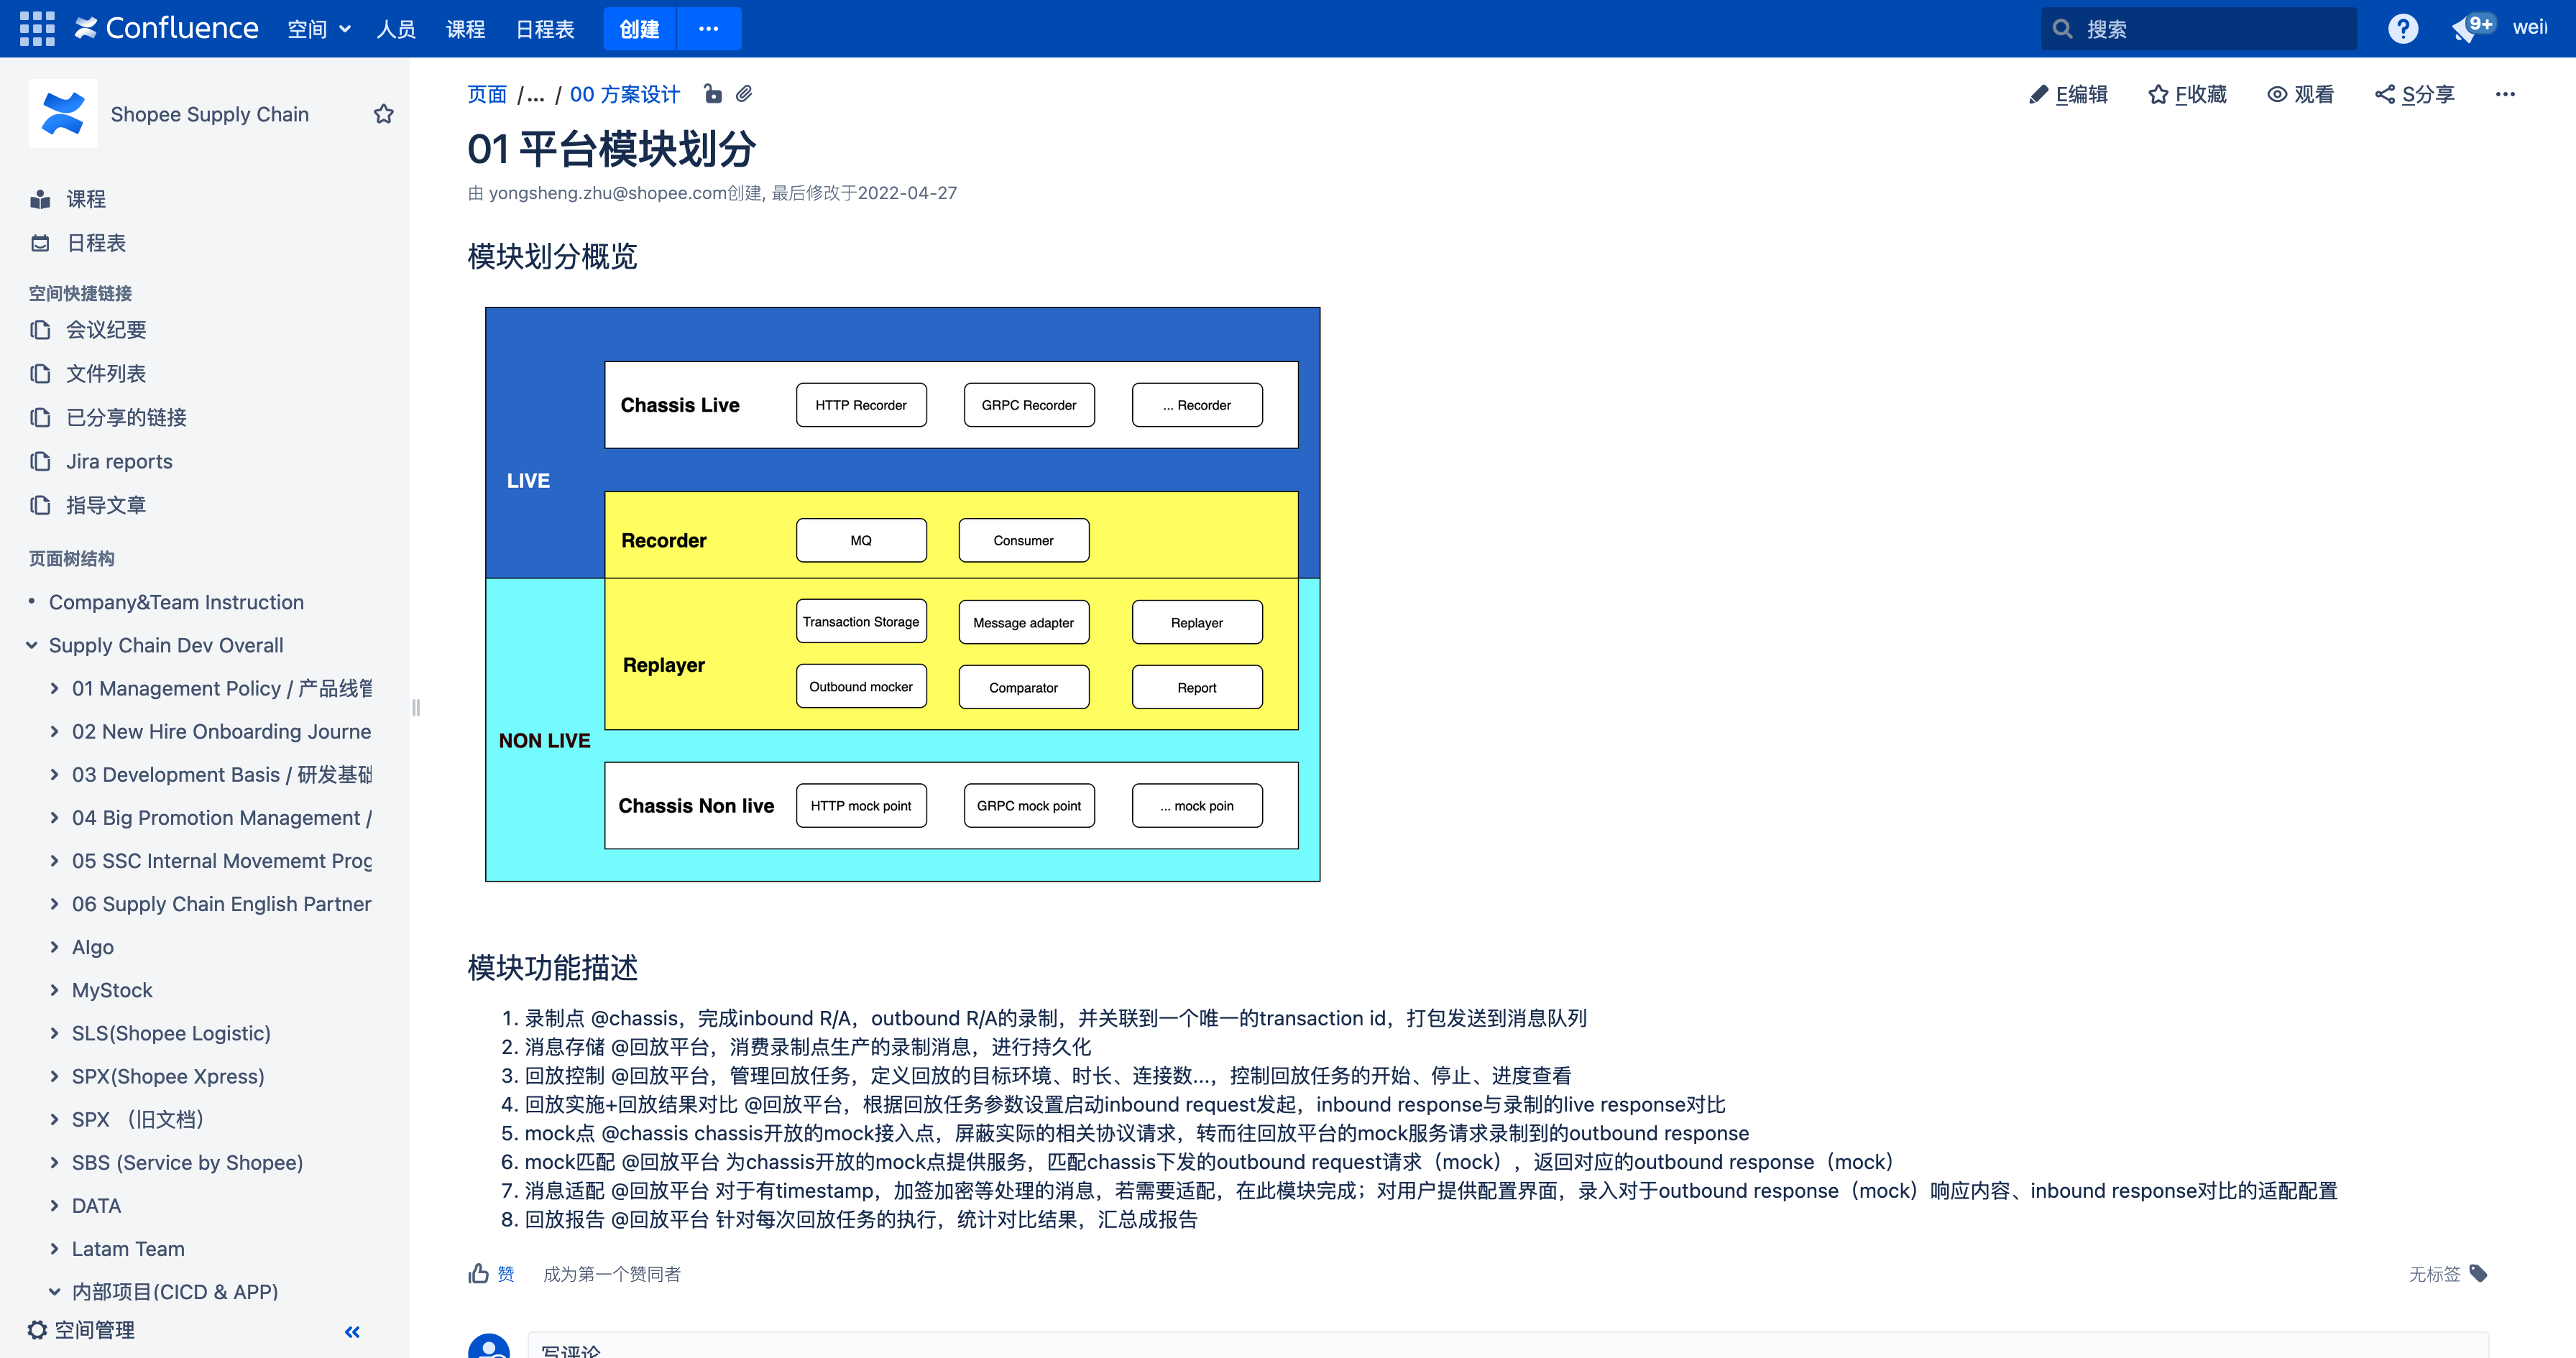 Confluence 空间 人员 课程 日程表 创建 ··· 搜索 ? 9+ weil
Shopee Supply Chain
课程
日程表
空间快捷链接
会议纪要
文件列表
已分享的链接
Jira reports
指导文章
页面树结构
Company&Team Instruction
Supply Chain Dev Overall
01 Management Policy / 产品线管
02 New Hire Onboarding Journe
03 Development Basis / 研发基础
04 Big Promotion Management /
05 SSC Internal Movememt Prog
06 Supply Chain English Partner
Algo
MyStock
SLS(Shopee Logistic)
SPX(Shopee Xpress)
SPX （旧文档）
SBS (Service by Shopee)
DATA
Latam Team
内部项目(CICD & APP)
空间管理
页面 /... / 00 方案设计
E编辑 F收藏 观看 S分享 ···
01 平台模块划分
由 yongsheng.zhu@shopee.com创建, 最后修改于2022-04-27
模块划分概览
LIVE
Chassis Live HTTP Recorder GRPC Recorder ... Recorder
Recorder MQ Consumer
NON LIVE
Replayer
Transaction Storage Message adapter Replayer
Outbound mocker Comparator Report
Chassis Non live HTTP mock point GRPC mock point ... mock poin
模块功能描述
1. 录制点 @chassis，完成inbound R/A，outbound R/A的录制，并关联到一个唯一的transaction id，打包发送到消息队列
2. 消息存储 @回放平台，消费录制点生产的录制消息，进行持久化
3. 回放控制 @回放平台，管理回放任务，定义回放的目标环境、时长、连接数...，控制回放任务的开始、停止、进度查看
4. 回放实施+回放结果对比 @回放平台，根据回放任务参数设置启动inbound request发起，inbound response与录制的live response对比
5. mock点 @chassis chassis开放的mock接入点，屏蔽实际的相关协议请求，转而往回放平台的mock服务请求录制到的outbound response
6. mock匹配 @回放平台 为chassis开放的mock点提供服务，匹配chassis下发的outbound request请求（mock），返回对应的outbound response（mock）
7. 消息适配 @回放平台 对于有timestamp，加签加密等处理的消息，若需要适配，在此模块完成；对用户提供配置界面，录入对于outbound response（mock）响应内容、inbound response对比的适配配置
8. 回放报告 @回放平台 针对每次回放任务的执行，统计对比结果，汇总成报告
赞 成为第一个赞同者
无标签
写评论